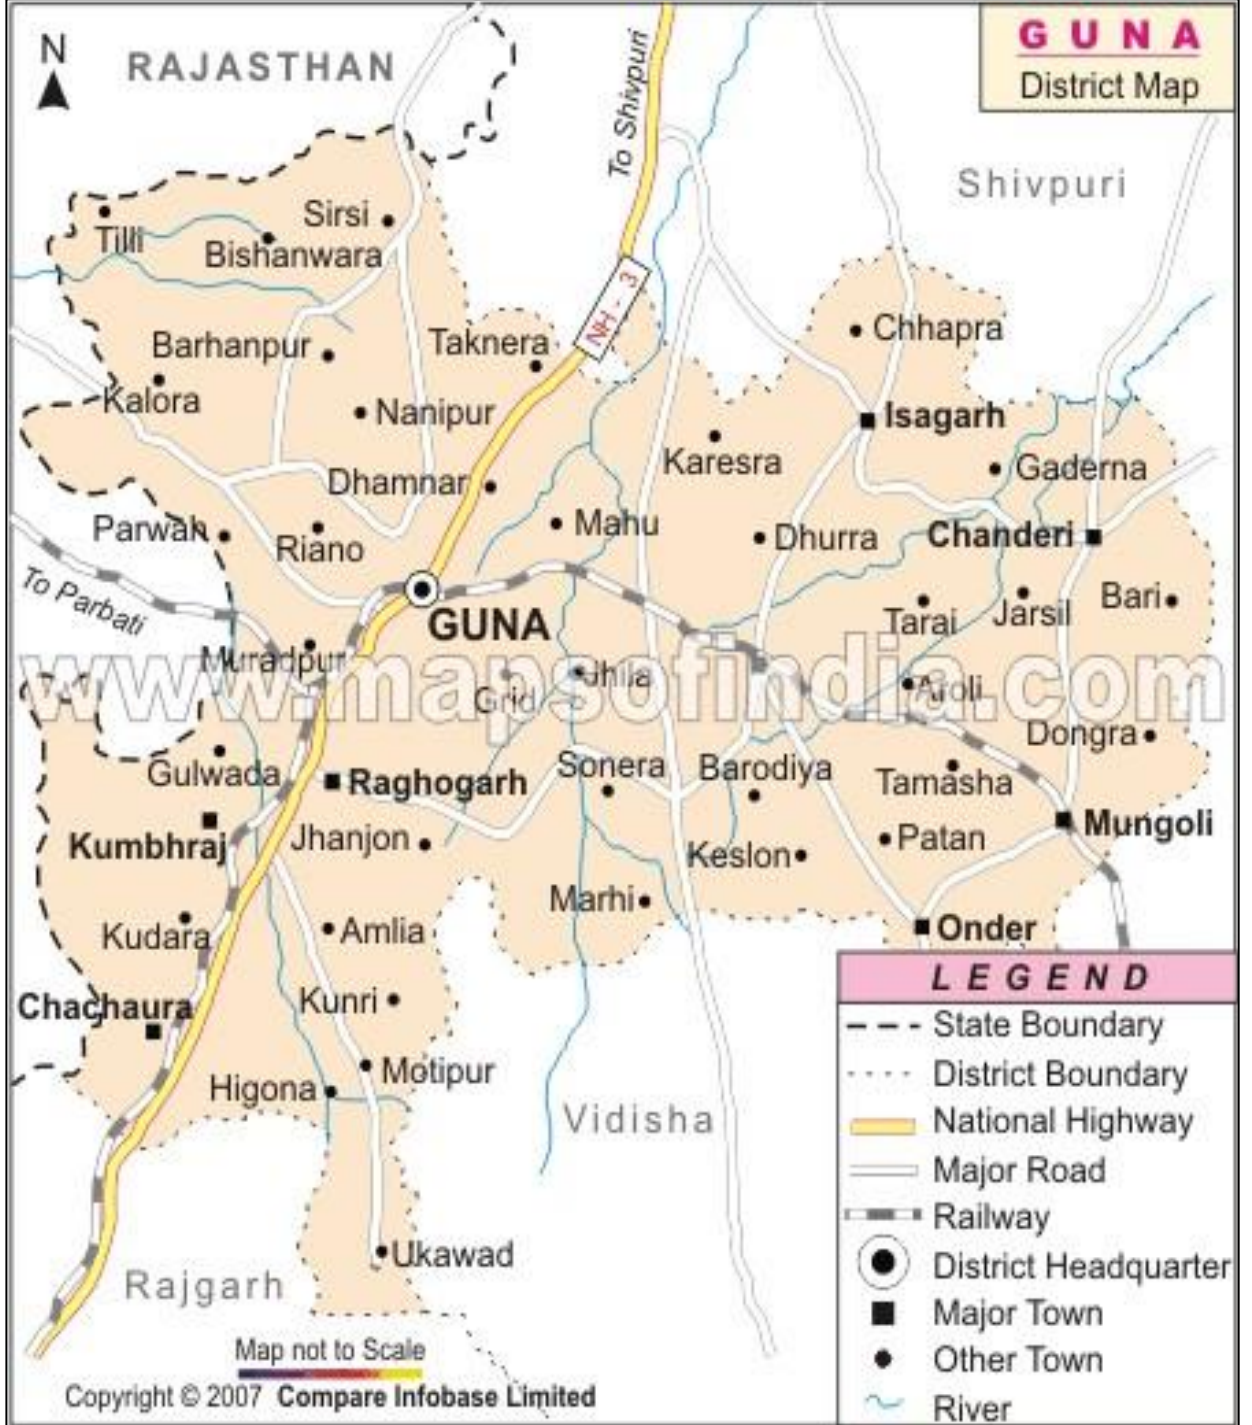 GUNA
District Map
N
RAJASTHAN
To Shivpuri
Shivpuri
Tilli
Sirsi
Bishanwara
NH - 3
Chhapra
Barhanpur
Taknera
Kalora
Nanipur
Isagarh
Karesra
Gaderna
Dhamnar
Parwah
Riano
Mahu
Dhurra
Chanderi
To Parbati
GUNA
Tarai
Jarsil
Bari
Muradpur
Grid
Jhila
Aroli
www.mapsofindia.com
Dongra
Gulwada
Raghogarh
Sonera
Barodiya
Tamasha
Kumbhraj
Jhanjon
Keslon
Patan
Mungoli
Marhi
Kudara
Amlia
Onder
Chachaura
Kunri
Higona
Motipur
Vidisha
Rajgarh
Ukawad
LEGEND
State Boundary
District Boundary
National Highway
Major Road
Railway
District Headquarter
Major Town
Other Town
River
Map not to Scale
Copyright © 2007 Compare Infobase Limited